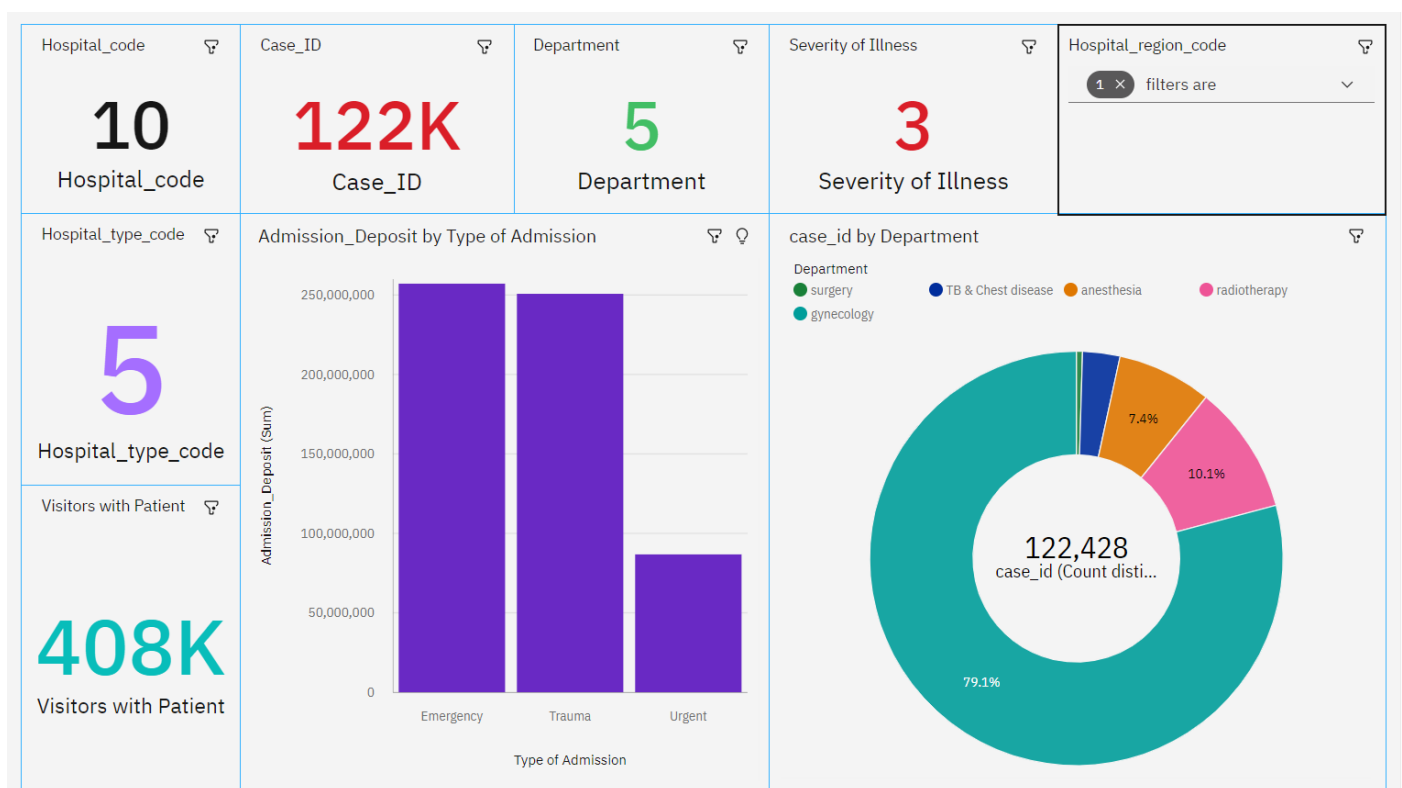 Hospital_code
10
Hospital_code
Case_ID
122K
Case_ID
Department
5
Department
Severity of Illness
3
Severity of Illness
Hospital_region_code
1 × filters are
Hospital_type_code
5
Hospital_type_code
Visitors with Patient
408K
Visitors with Patient
Admission_Deposit by Type of Admission
Admission_Deposit (Sum)
250,000,000
200,000,000
150,000,000
100,000,000
50,000,000
0
Emergency Trauma Urgent
Type of Admission
case_id by Department
Department
surgery TB & Chest disease anesthesia radiotherapy
gynecology
7.4%
10.1%
79.1%
122,428
case_id (Count disti...